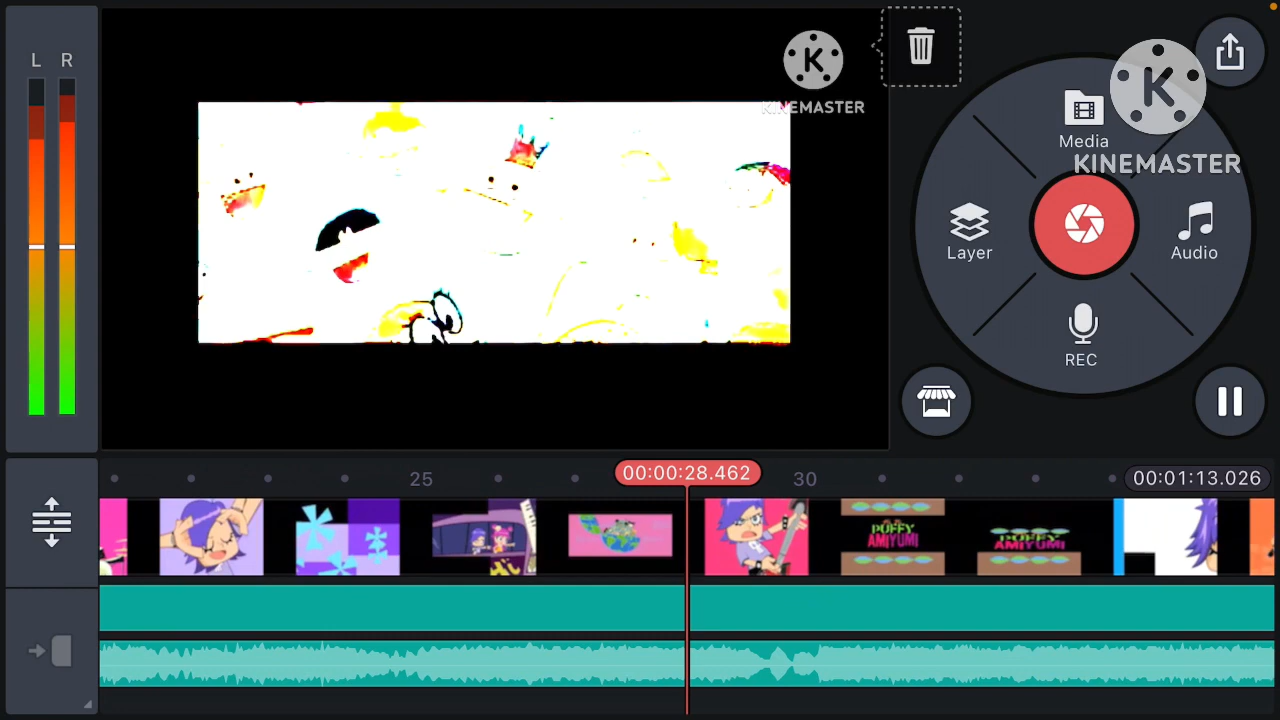 L R
K
KINEMASTER
K
KINEMASTER
Media
Layer
Audio
REC
25
00:00:28.462
30
00:01:13.026
PUFFY
AMIYUMI
PUFFY
AMIYUMI